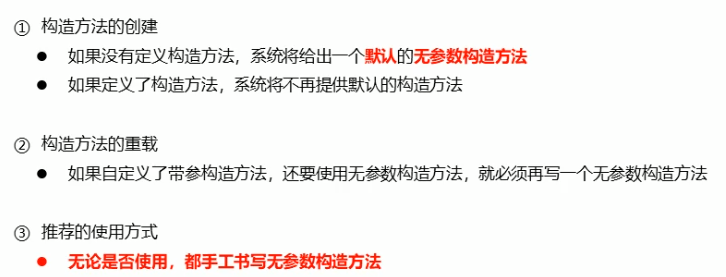 ① 构造方法的创建
● 如果没有定义构造方法，系统将给出一个默认的无参数构造方法
● 如果定义了构造方法，系统将不再提供默认的构造方法
② 构造方法的重载
● 如果自定义了带参构造方法，还要使用无参数构造方法，就必须再写一个无参数构造方法
③ 推荐的使用方式
● 无论是否使用，都手工书写无参数构造方法